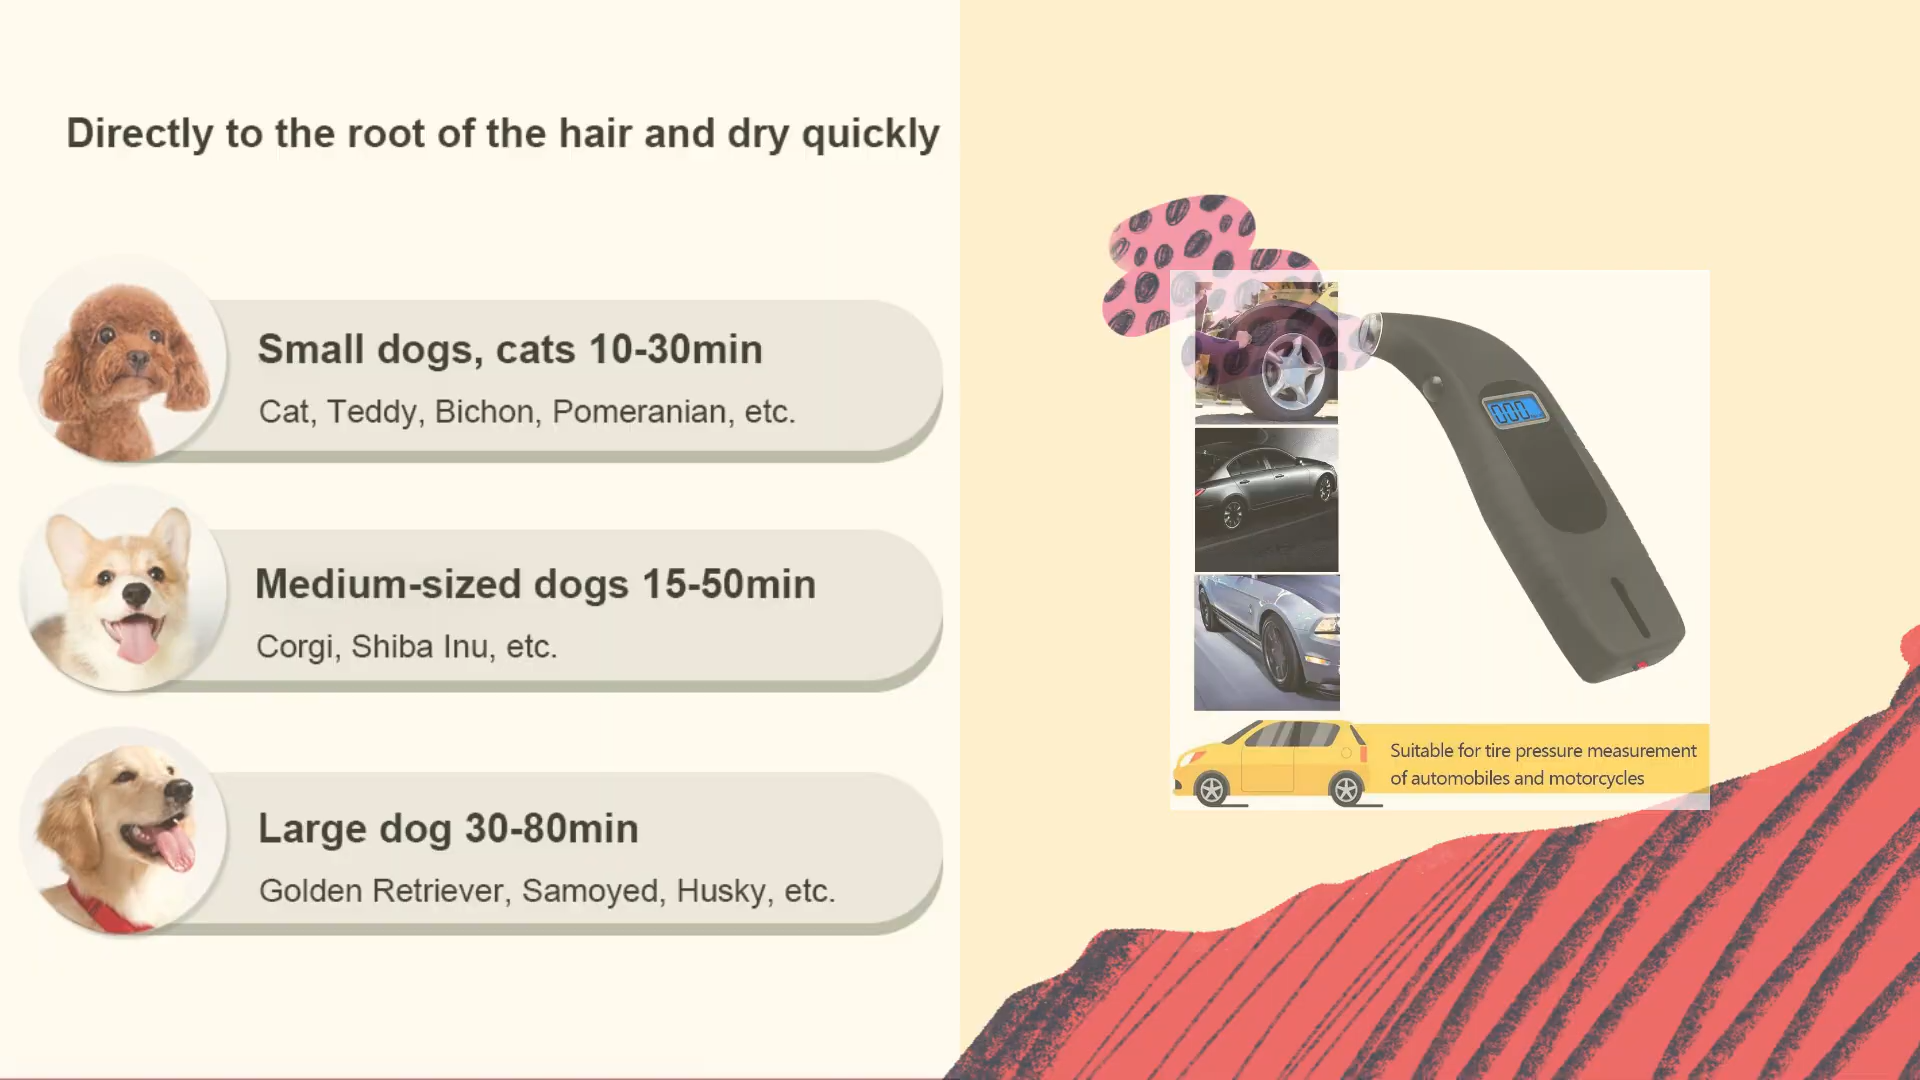 Directly to the root of the hair and dry quickly
Small dogs, cats 10-30min
Cat, Teddy, Bichon, Pomeranian, etc.
Medium-sized dogs 15-50min
Corgi, Shiba Inu, etc.
Large dog 30-80min
Golden Retriever, Samoyed, Husky, etc.
000
Suitable for tire pressure measurement
of automobiles and motorcycles